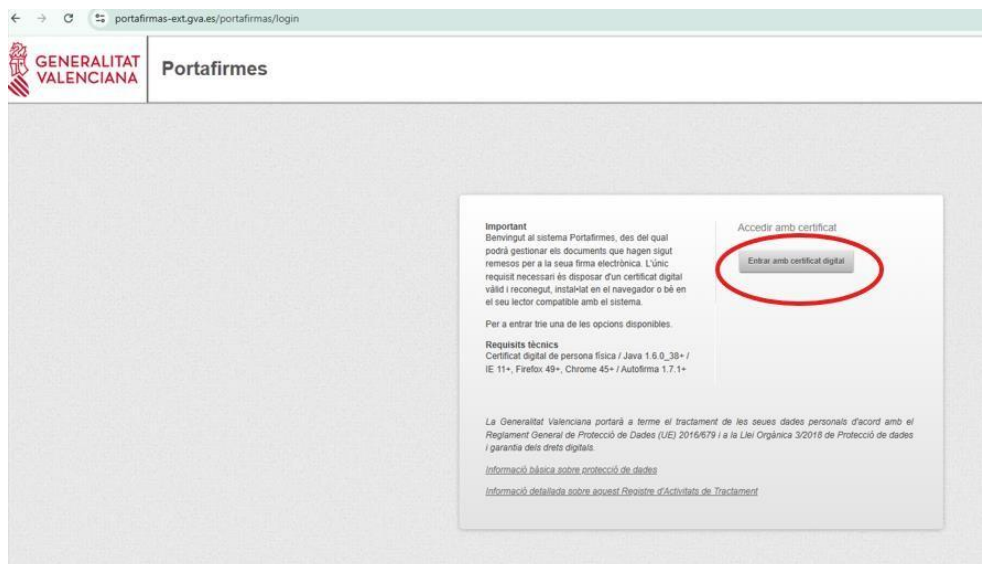 portafirmas-ext.gva.es/portafirmas/login
GENERALITAT
VALENCIANA
Portafirmes
Important
Benvingut al sistema Portafirmes, des del qual
podrà gestionar els documents que hagen sigut
remesos per a la seua firma electrònica. L'únic
requisit necessari és disposar d'un certificat digital
vàlid i reconegut, instal•lat en el navegador o bé en
el seu lector compatible amb el sistema.
Per a entrar trie una de les opcions disponibles.
Requisits tècnics
Certificat digital de persona física / Java 1.6.0_38+ /
IE 11+, Firefox 49+, Chrome 45+ / Autofirma 1.7.1+
Accedir amb certificat
Entrar amb certificat digital
La Generalitat Valenciana portarà a terme el tractament de les seues dades personals d'acord amb el
Reglament General de Protecció de Dades (UE) 2016/679 i a la Llei Orgànica 3/2018 de Protecció de dades
i garantia dels drets digitals.
Informació bàsica sobre protecció de dades
Informació detallada sobre aquest Registre d'Activitats de Tractament